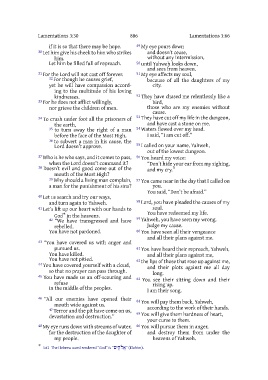 Lamentations 3:30
886
Lamentations 3:66
if it is so that there may be hope.
30 Let him give his cheek to him who strikes
him.
Let him be filled full of reproach.
31 For the Lord will not cast off forever.
32 For though he causes grief,
yet he will have compassion according
to the multitude of his loving
kindnesses.
33 For he does not afflict willingly,
nor grieve the children of men.
34 To crush under foot all the prisoners of
the earth,
35 to turn away the right of a man
before the face of the Most High,
36 to subvert a man in his cause, the
Lord doesn't approve.
37 Who is he who says, and it comes to pass,
when the Lord doesn't command it?
38 Doesn't evil and good come out of the
mouth of the Most High?
39 Why should a living man complain,
a man for the punishment of his sins?
40 Let us search and try our ways,
and turn again to Yahweh.
41 Let's lift up our heart with our hands to
God* in the heavens.
42 "We have transgressed and have
rebelled.
You have not pardoned.
43 "You have covered us with anger and
pursued us.
You have killed.
You have not pitied.
44 You have covered yourself with a cloud,
so that no prayer can pass through.
45 You have made us an off-scouring and
refuse
in the middle of the peoples.
46 "All our enemies have opened their
mouth wide against us.
47 Terror and the pit have come on us,
devastation and destruction."
48 My eye runs down with streams of water,
for the destruction of the daughter of
my people.
49 My eye pours down
and doesn't cease,
without any intermission,
50 until Yahweh looks down,
and sees from heaven.
51 My eye affects my soul,
because of all the daughters of my
city.
52 They have chased me relentlessly like a
bird,
those who are my enemies without
cause.
53 They have cut off my life in the dungeon,
and have cast a stone on me.
54 Waters flowed over my head.
I said, "I am cut off."
55 I called on your name, Yahweh,
out of the lowest dungeon.
56 You heard my voice:
"Don't hide your ear from my sighing,
and my cry."
57 You came near in the day that I called on
you.
You said, "Don't be afraid."
58 Lord, you have pleaded the causes of my
soul.
You have redeemed my life.
59 Yahweh, you have seen my wrong.
Judge my cause.
60 You have seen all their vengeance
and all their plans against me.
61 You have heard their reproach, Yahweh,
and all their plans against me,
62 the lips of those that rose up against me,
and their plots against me all day
long.
63 You see their sitting down and their
rising up.
I am their song.
64 You will pay them back, Yahweh,
according to the work of their hands.
65 You will give them hardness of heart,
your curse to them.
66 You will pursue them in anger,
and destroy them from under the
heavens of Yahweh.
* 3:41 The Hebrew word rendered "God" is "אֱלֹהִים" (Elohim).